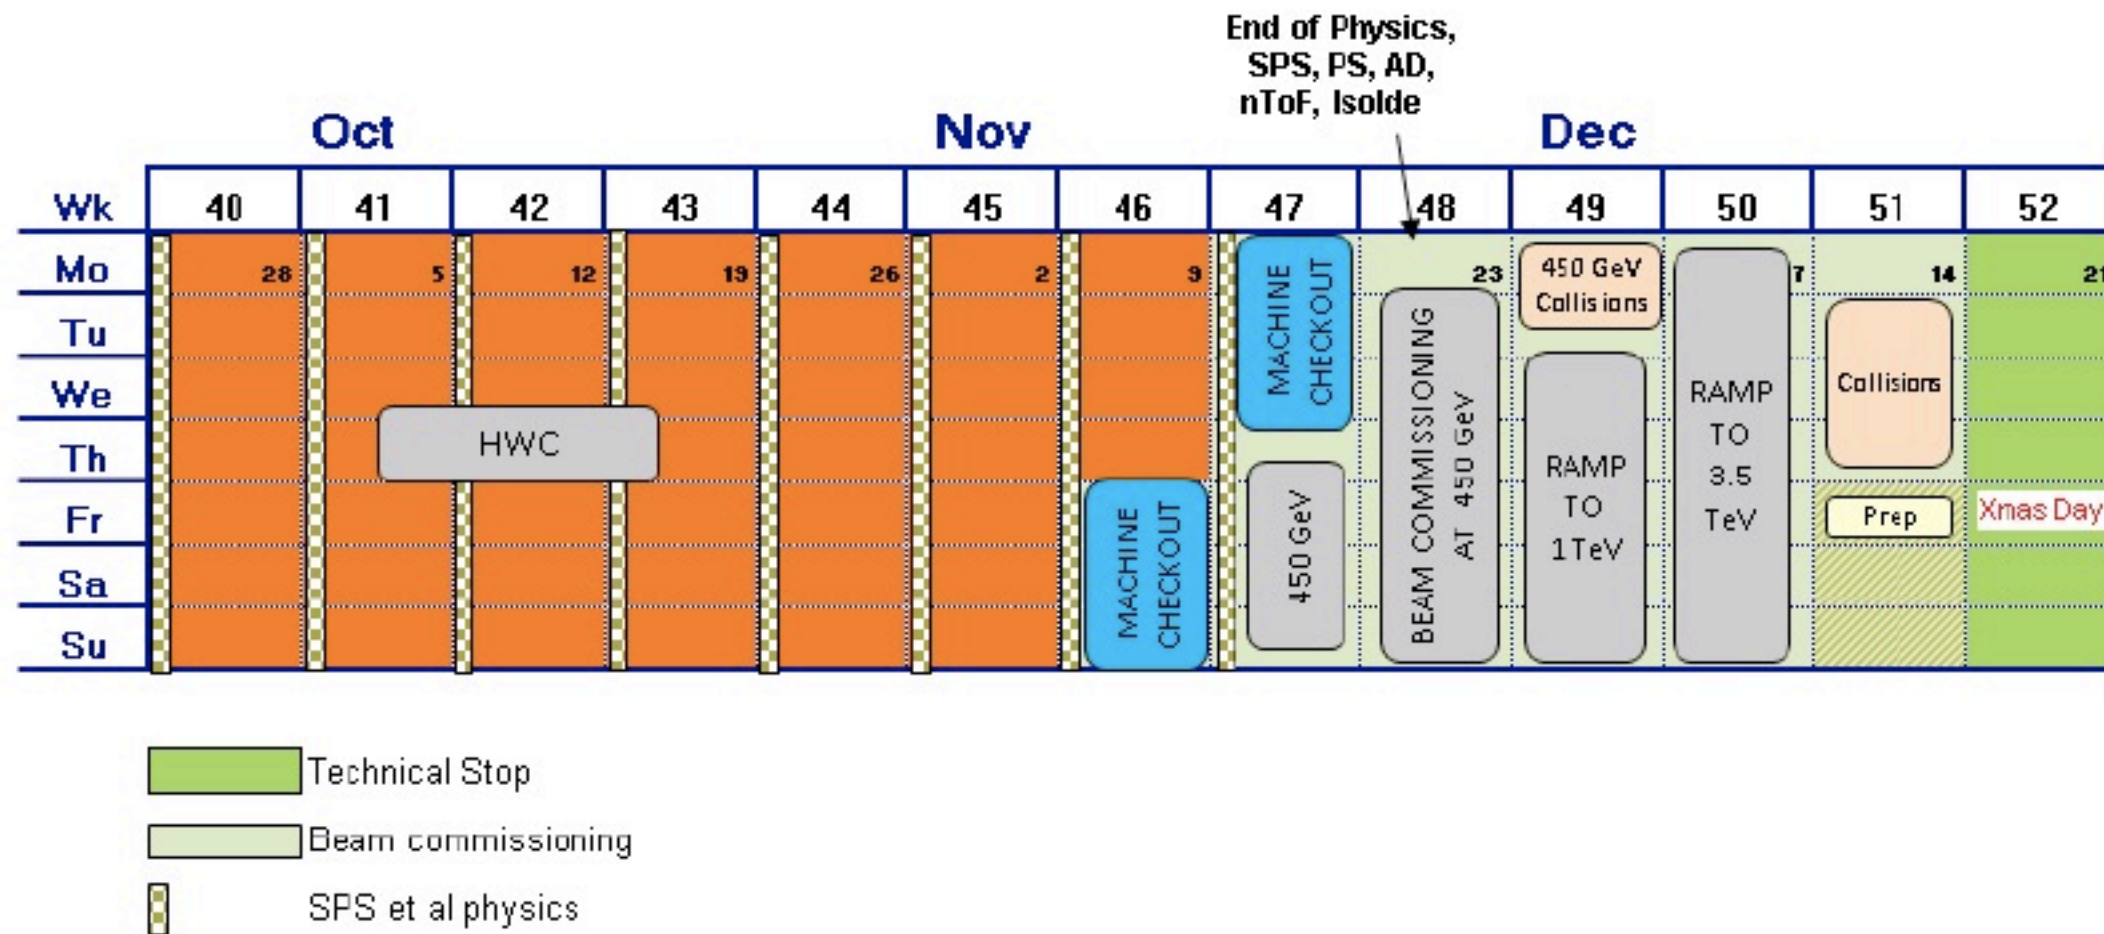 End of Physics,
SPS, PS, AD,
nToF, Isolde
Oct Nov Dec
Wk 40 41 42 43 44 45 46 47 48 49 50 51 52
Mo 28 5 12 19 26 2 9 23 7 14 21
Tu
We
Th
Fr
Sa
Su
HWC
MACHINE
CHECKOUT
MACHINE
CHECKOUT
450 GeV
BEAM COMMISSIONING
AT 450 GeV
450 GeV
Collisions
RAMP
TO
1TeV
RAMP
TO
3.5
TeV
Collisions
Prep
Xmas Day
Technical Stop
Beam commissioning
SPS et al physics